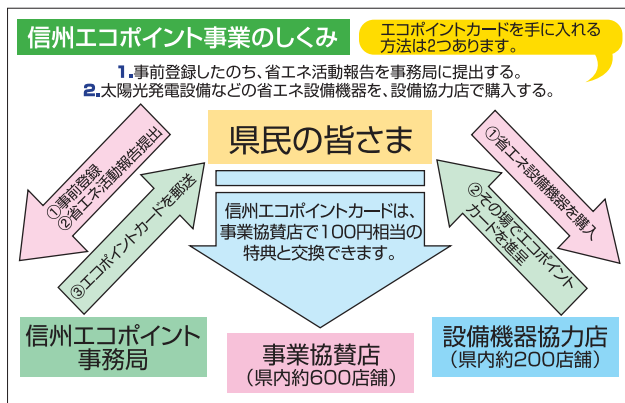 信州エコポイント事業のしくみ
エコポイントカードを手に入れる
方法は2つあります。
1.事前登録したのち、省エネ活動報告を事務局に提出する。
2.太陽光発電設備などの省エネ設備機器を、設備協力店で購入する。
県民の皆さま
①事前登録
②省エネ活動報告提出
③エコポイントカードを郵送
信州エコポイントカードは、
事業協賛店で100円相当の
特典と交換できます。
①省エネ設備機器を購入
②その場でエコポイント
カードを進呈
信州エコポイント
事務局
事業協賛店
(県内約600店舗)
設備機器協力店
(県内約200店舗)